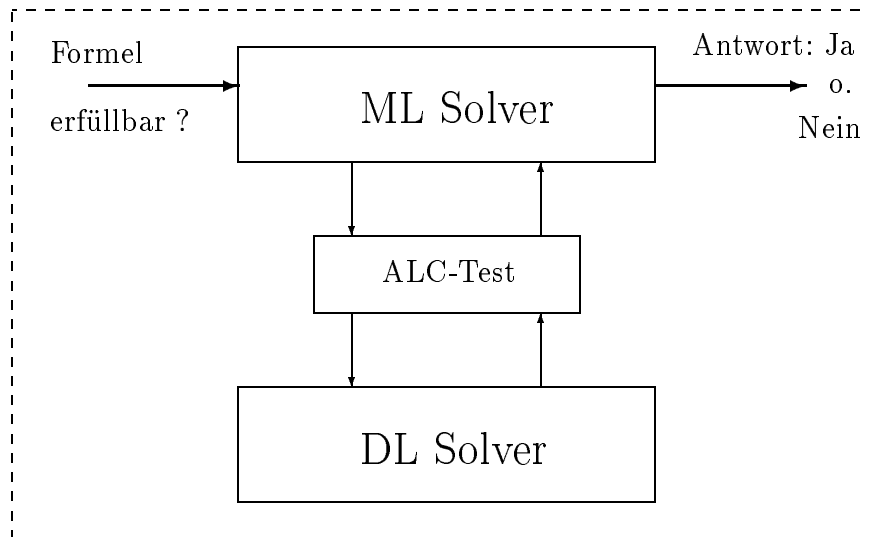 Formel
erfüllbar ?
ML Solver
Antwort: Ja
o.
Nein
ALC-Test
DL Solver